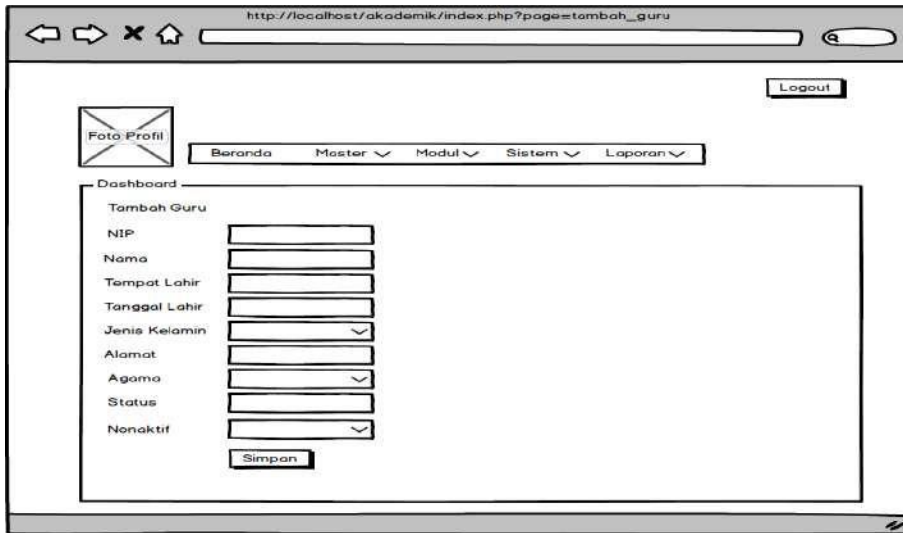 http://localhost/akademik/index.php?page=tambah_guru
Logout
Foto Profil
Beranda Master Modul Sistem Laporan
Dashboard
Tambah Guru
NIP
Nama
Tempat Lahir
Tanggal Lahir
Jenis Kelamin
Alamat
Agama
Status
Nonaktif
Simpan